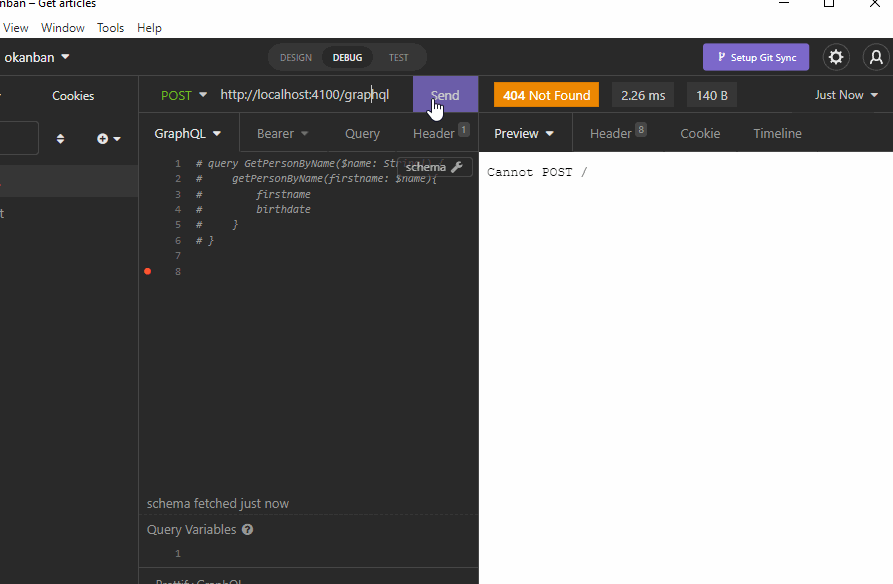 nban – Get articles
View Window Tools Help
okanban
DESIGN DEBUG TEST
Setup Git Sync
Cookies
POST http://localhost:4100/graphql Send
404 Not Found 2.26 ms 140 B Just Now
GraphQL Bearer Query Header 1
Preview Header 8 Cookie Timeline
schema
1 # query GetPersonByName($name: String!) {
2 # getPersonByName(firstname: $name){
3 # firstname
4 # birthdate
5 # }
6 # }
7
8
t
Cannot POST /
schema fetched just now
Query Variables ?
1
Prettify GraphQL